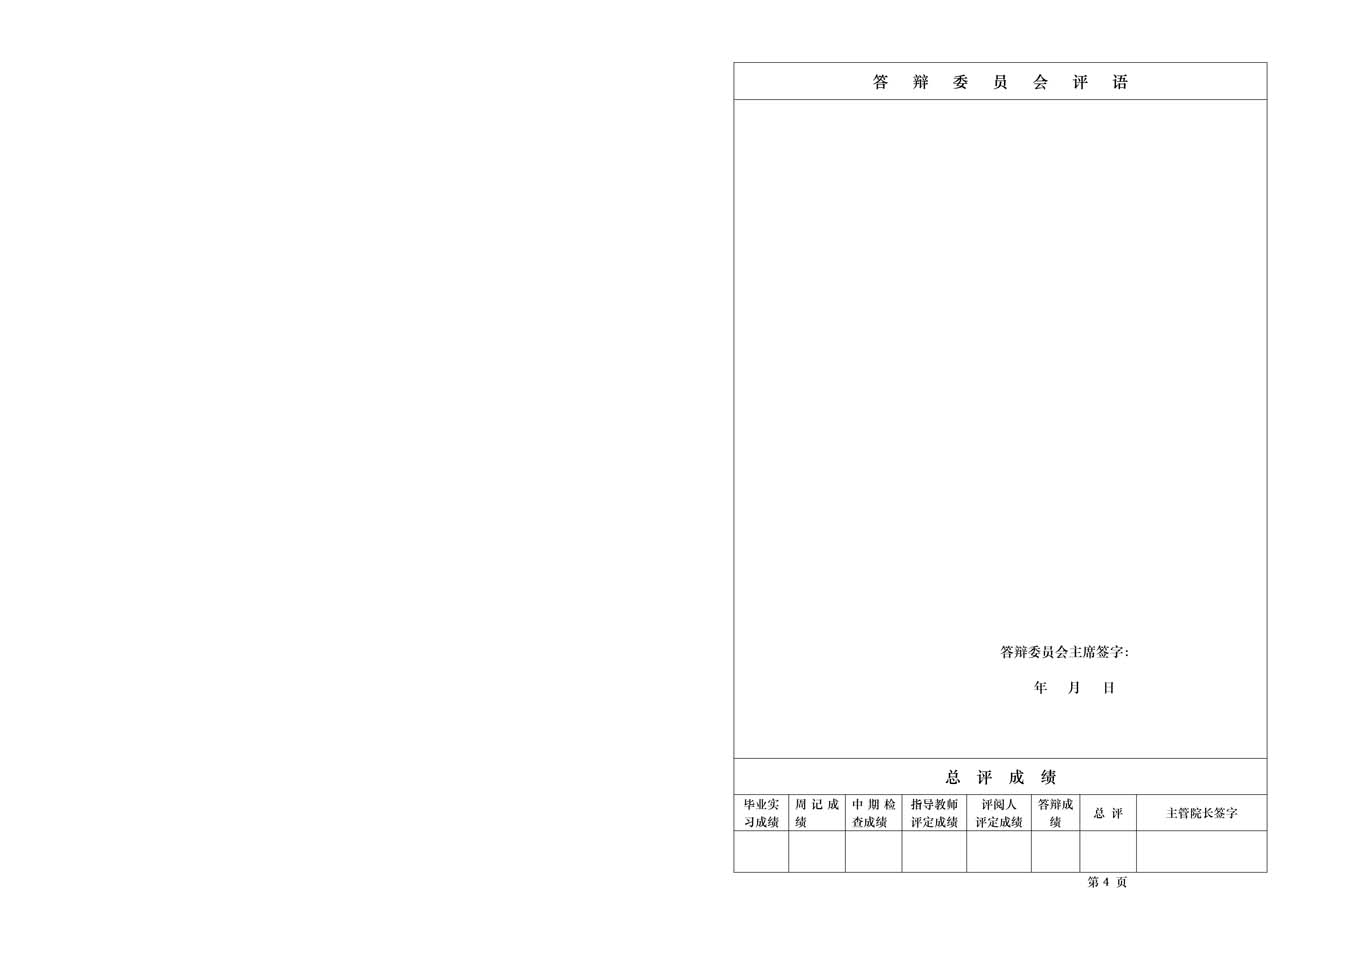 答辩委员会评语
答辩委员会主席签字：
年 月 日
总 评 成 绩
毕业实
习成绩
周 记 成
绩
中 期 检
查成绩
指导教师
评定成绩
评阅人
评定成绩
答辩成
绩
总 评
主管院长签字
第 4 页